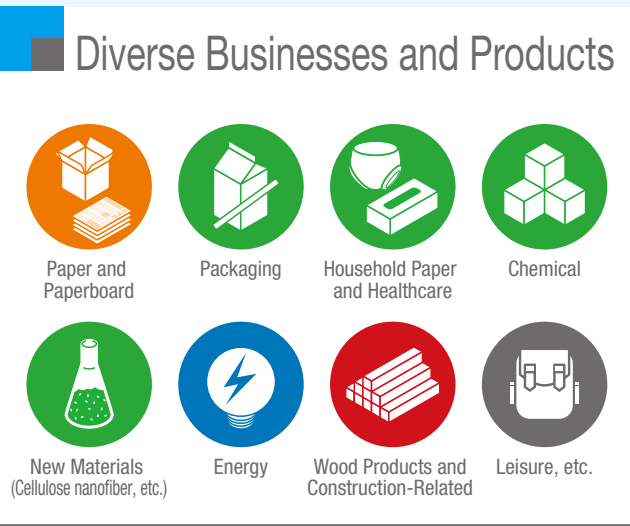 Diverse Businesses and Products
Paper and
Paperboard
Packaging
Household Paper
and Healthcare
Chemical
New Materials
(Cellulose nanofiber, etc.)
Energy
Wood Products and
Construction-Related
Leisure, etc.